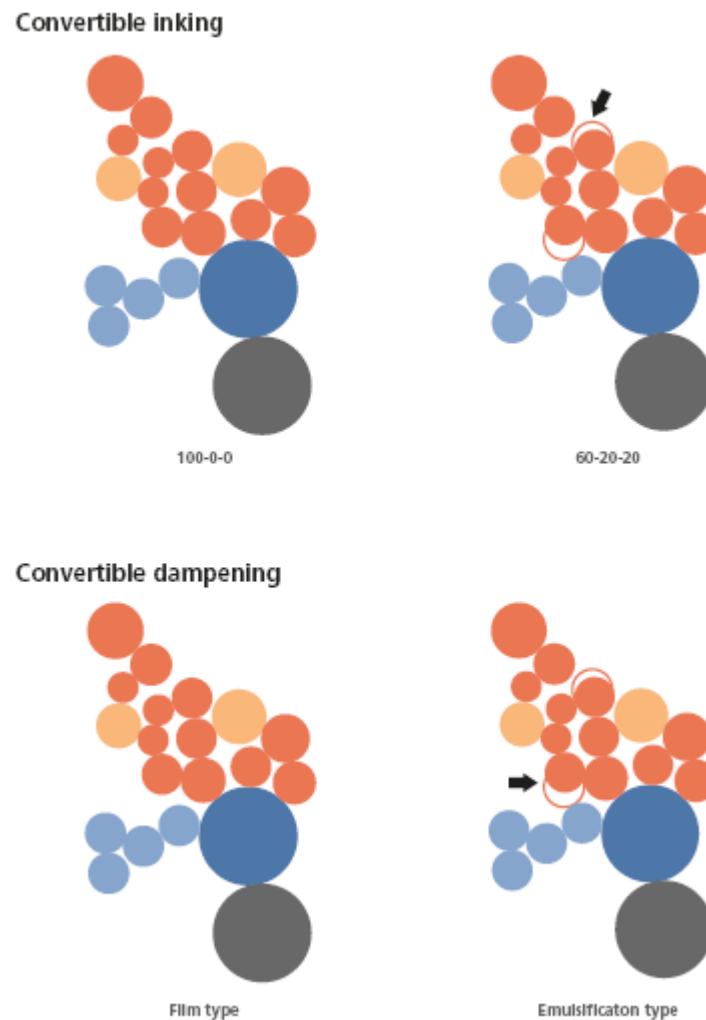 Convertible inking
100-0-0
60-20-20
Convertible dampening
Film type
Emulsificaton type